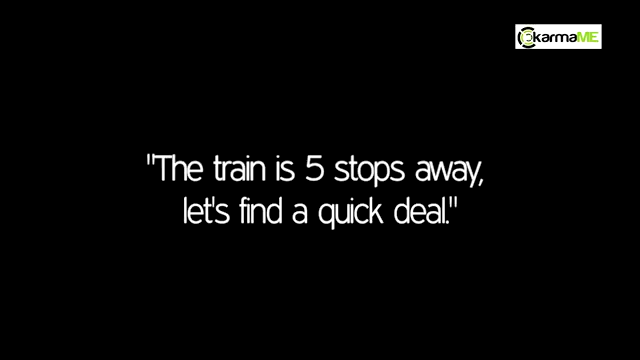 karmaME
"The train is 5 stops away,
let's find a quick deal."